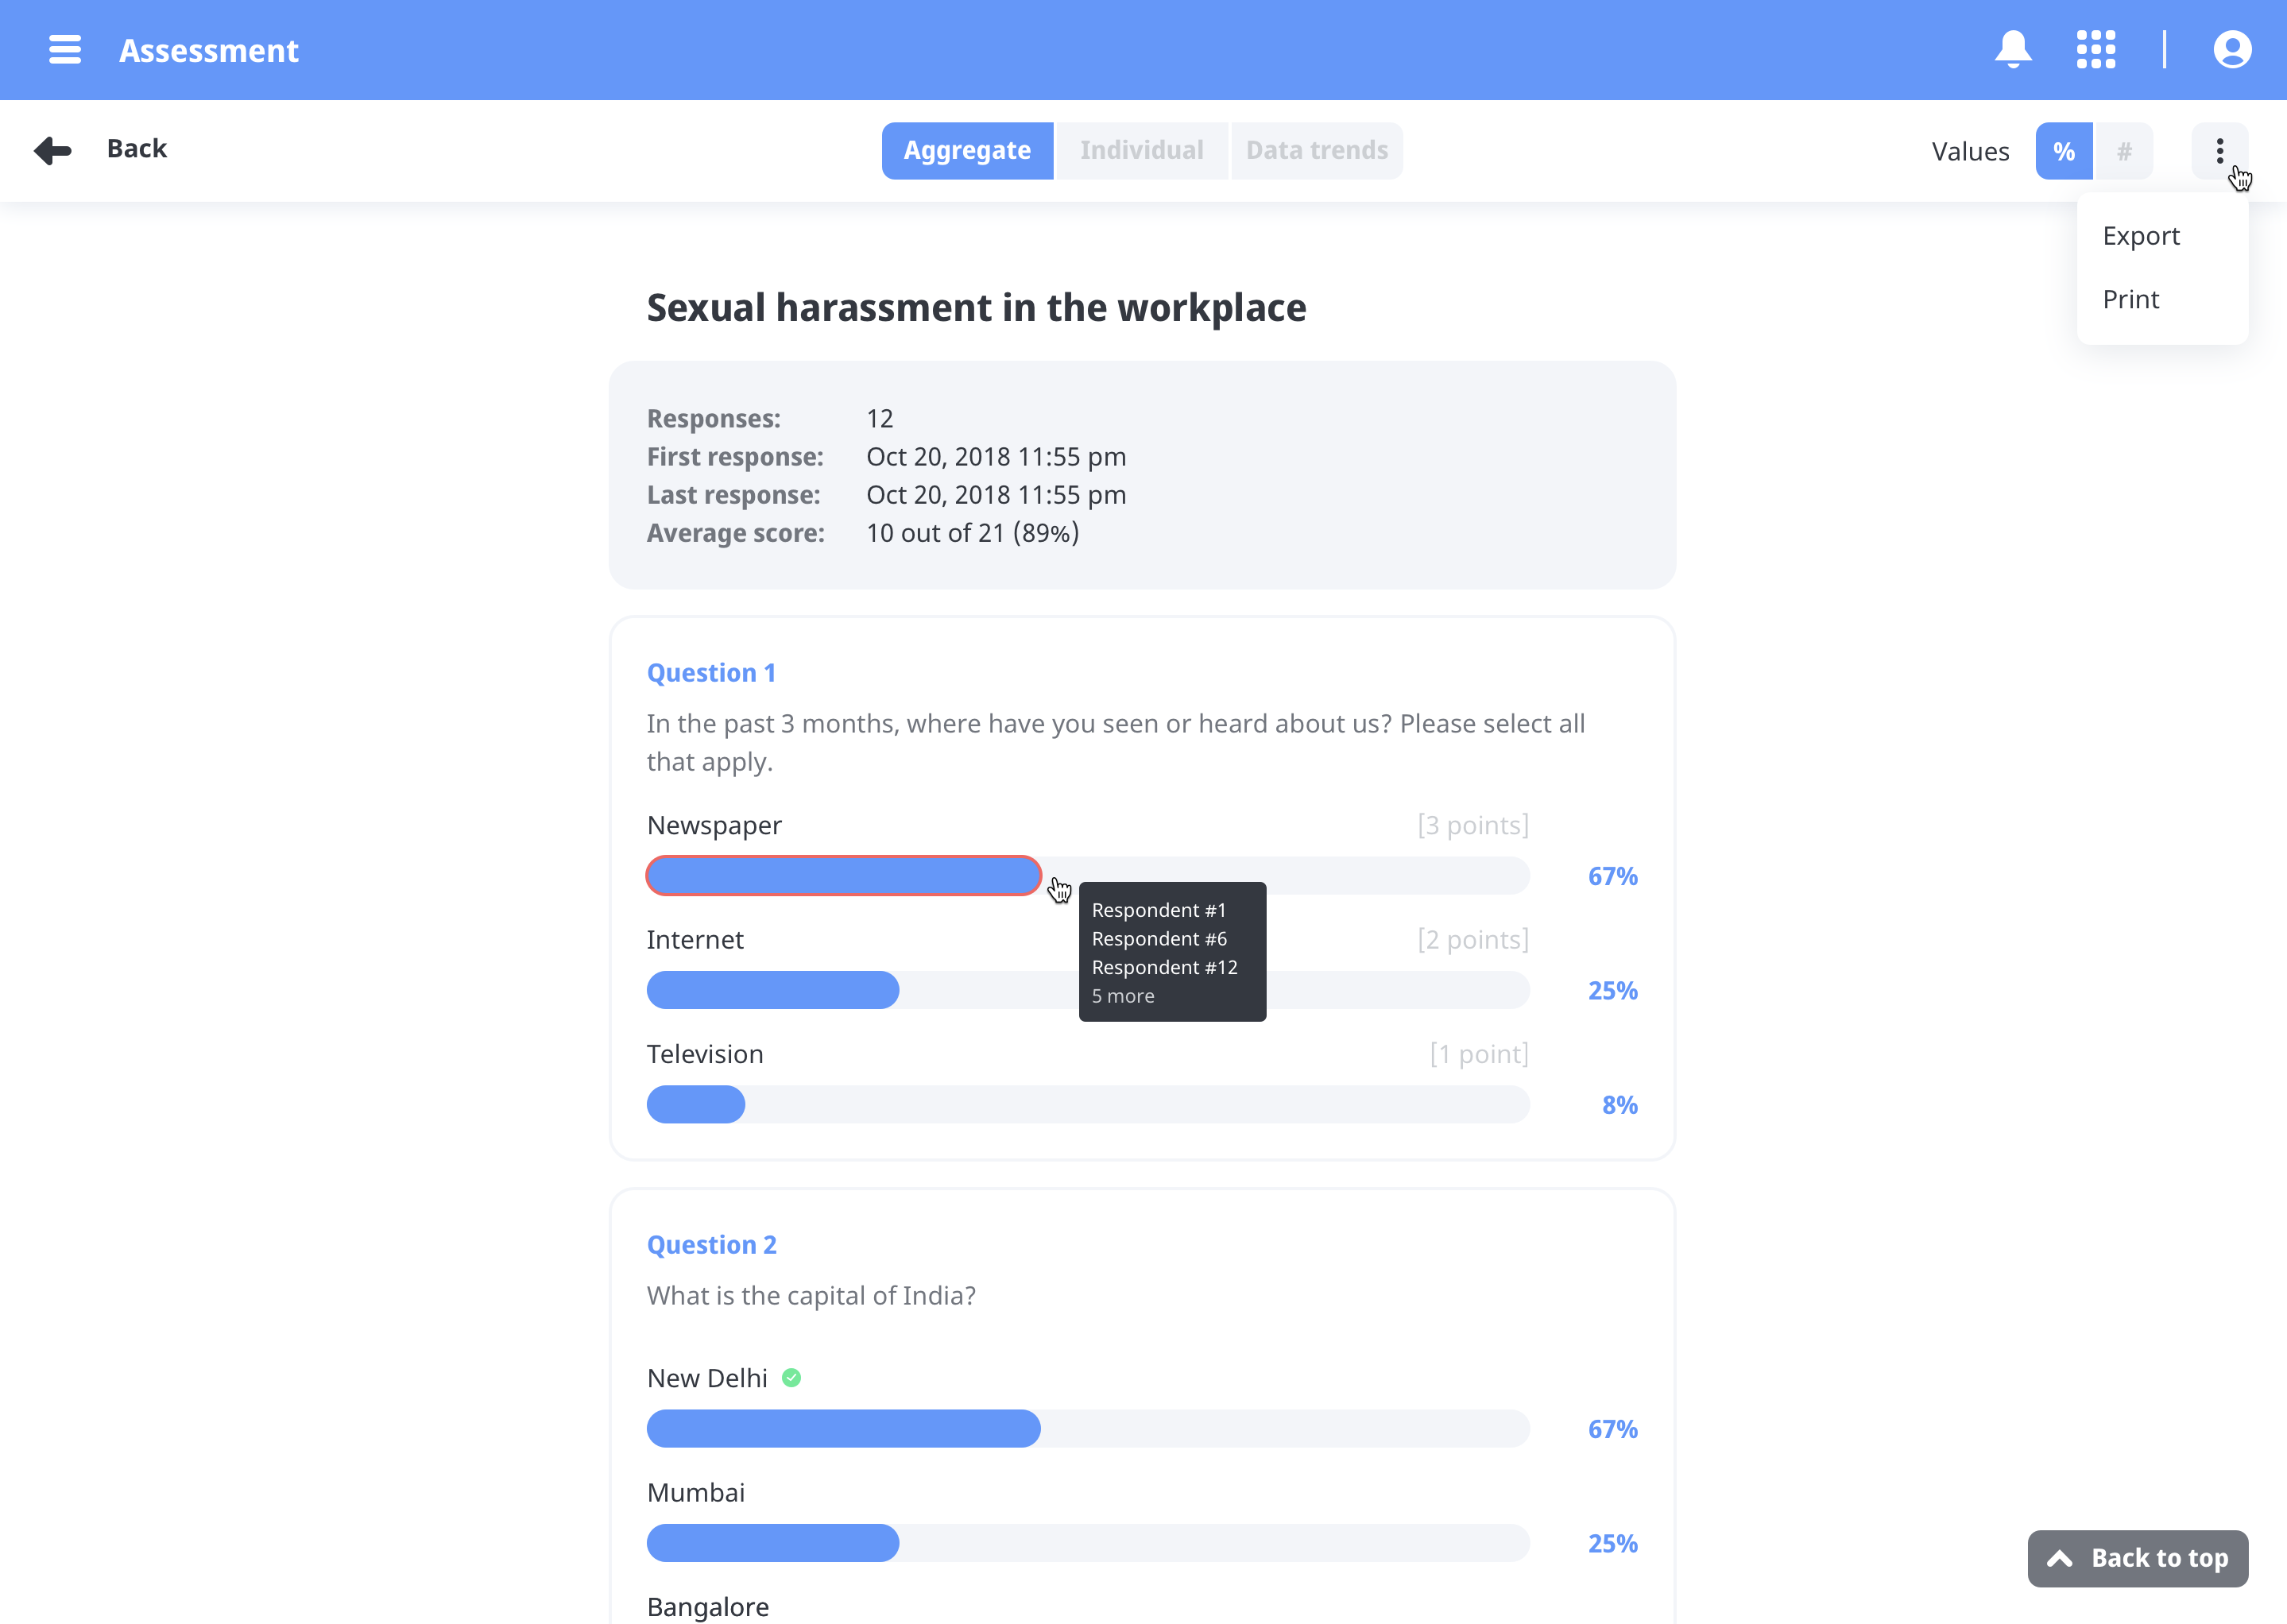 Assessment
Back
Aggregate
Individual
Data trends
Values
%
#
Export
Print
Sexual harassment in the workplace
Responses: 12
First response: Oct 20, 2018 11:55 pm
Last response: Oct 20, 2018 11:55 pm
Average score: 10 out of 21 (89%)
Question 1
In the past 3 months, where have you seen or heard about us? Please select all
that apply.
Newspaper [3 points]
67%
Respondent #1
Respondent #6
Respondent #12
5 more
Internet [2 points]
25%
Television [1 point]
8%
Question 2
What is the capital of India?
New Delhi
67%
Mumbai
25%
Bangalore
Back to top